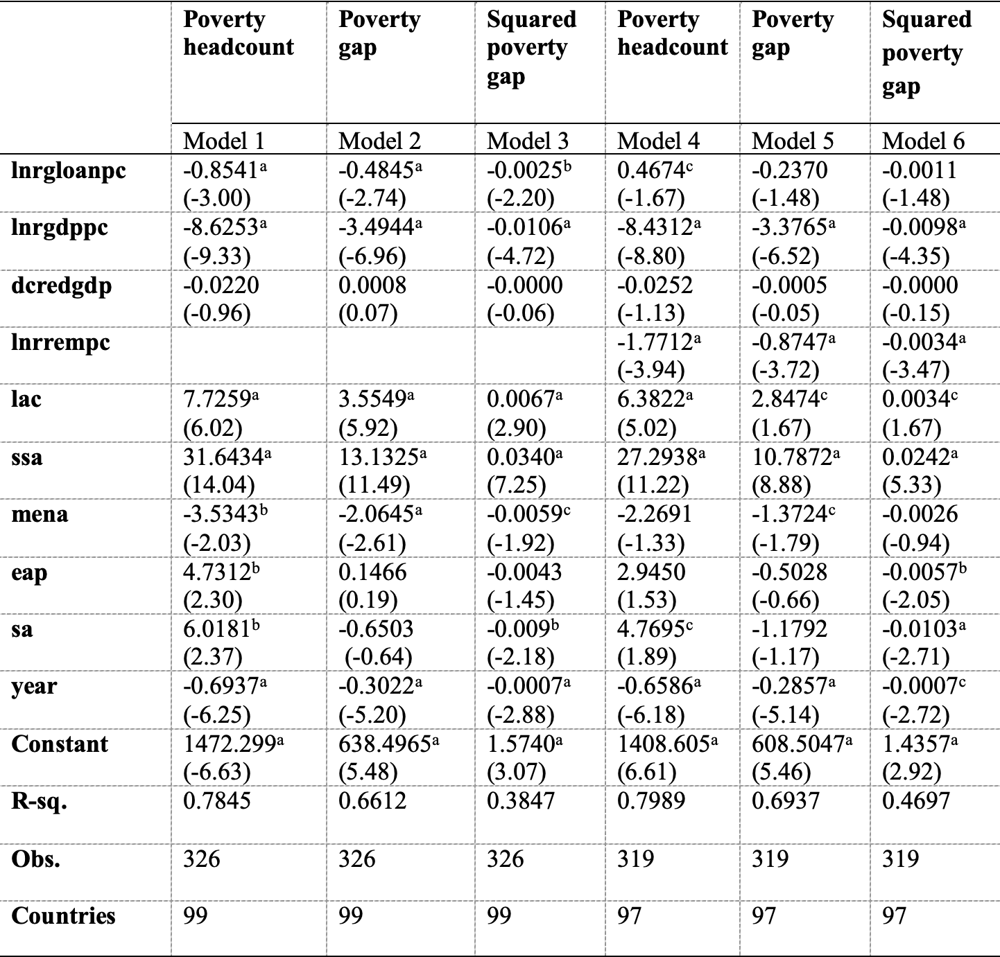 Poverty headcount Poverty gap Squared poverty gap Poverty headcount Poverty gap Squared poverty gap
Model 1 Model 2 Model 3 Model 4 Model 5 Model 6
lnrgloanpc -0.8541ᵃ -0.4845ᵃ -0.0025ᵇ 0.4674ᶜ -0.2370 -0.0011
(-3.00) (-2.74) (-2.20) (-1.67) (-1.48) (-1.48)
lnrgdppc -8.6253ᵃ -3.4944ᵃ -0.0106ᵃ -8.4312ᵃ -3.3765ᵃ -0.0098ᵃ
(-9.33) (-6.96) (-4.72) (-8.80) (-6.52) (-4.35)
dcredgdp -0.0220 0.0008 -0.0000 -0.0252 -0.0005 -0.0000
(-0.96) (0.07) (-0.06) (-1.13) (-0.05) (-0.15)
lnrrempc -1.7712ᵃ -0.8747ᵃ -0.0034ᵃ
(-3.94) (-3.72) (-3.47)
lac 7.7259ᵃ 3.5549ᵃ 0.0067ᵃ 6.3822ᵃ 2.8474ᶜ 0.0034ᶜ
(6.02) (5.92) (2.90) (5.02) (1.67) (1.67)
ssa 31.6434ᵃ 13.1325ᵃ 0.0340ᵃ 27.2938ᵃ 10.7872ᵃ 0.0242ᵃ
(14.04) (11.49) (7.25) (11.22) (8.88) (5.33)
mena -3.5343ᵇ -2.0645ᵃ -0.0059ᶜ -2.2691 -1.3724ᶜ -0.0026
(-2.03) (-2.61) (-1.92) (-1.33) (-1.79) (-0.94)
eap 4.7312ᵇ 0.1466 -0.0043 2.9450 -0.5028 -0.0057ᵇ
(2.30) (0.19) (-1.45) (1.53) (-0.66) (-2.05)
sa 6.0181ᵇ -0.6503 -0.009ᵇ 4.7695ᶜ -1.1792 -0.0103ᵃ
(2.37) (-0.64) (-2.18) (1.89) (-1.17) (-2.71)
year -0.6937ᵃ -0.3022ᵃ -0.0007ᵃ -0.6586ᵃ -0.2857ᵃ -0.0007ᶜ
(-6.25) (-5.20) (-2.88) (-6.18) (-5.14) (-2.72)
Constant 1472.299ᵃ 638.4965ᵃ 1.5740ᵃ 1408.605ᵃ 608.5047ᵃ 1.4357ᵃ
(-6.63) (5.48) (3.07) (6.61) (5.46) (2.92)
R-sq. 0.7845 0.6612 0.3847 0.7989 0.6937 0.4697
Obs. 326 326 326 319 319 319
Countries 99 99 99 97 97 97